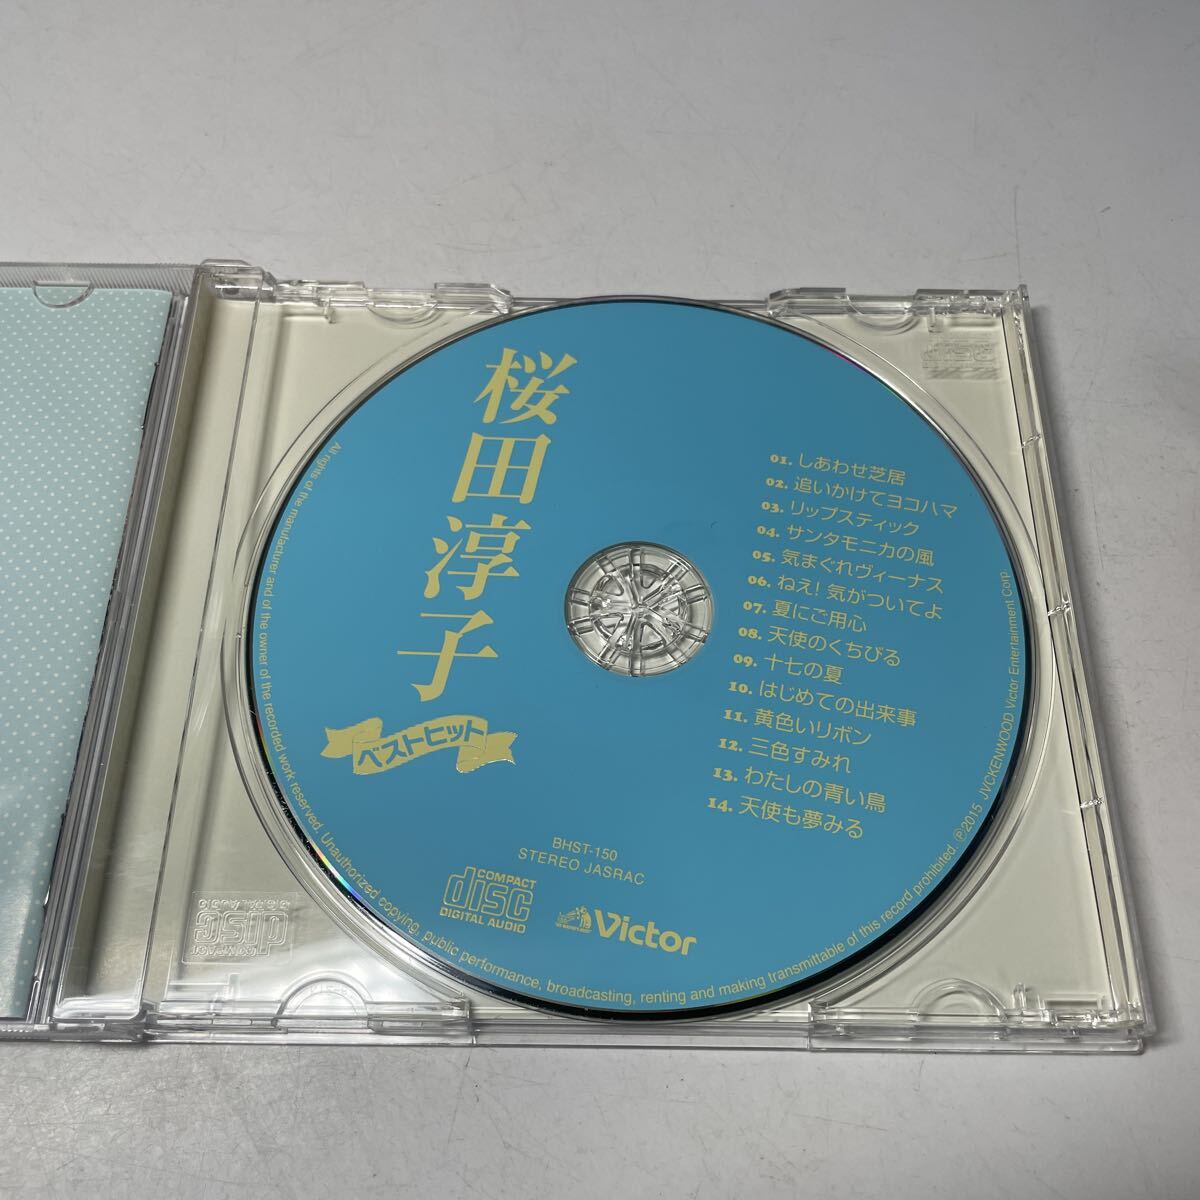 桜田淳子
ベストヒット
01. しあわせ芝居
02. 追いかけてヨコハマ
03. リップスティック
04. サンタモニカの風
05. 気まぐれヴィーナス
06. ねえ!気がついてよ
07. 夏にご用心
08. 天使のくちびる
09. 十七の夏
10. はじめての出来事
11. 黄色いリボン
12. 三色すみれ
13. わたしの青い鳥
14. 天使も夢みる
BHST-150
STEREO JASRAC
COMPACT
disc
DIGITAL AUDIO
Victor
All rights of the manufacturer and of the owner of the recorded work reserved. Unauthorized copying, public performance, broadcasting, renting and making transmittable of this record prohibited. Ⓟ2015 JVCKENWOOD Victor Entertainment Corp.